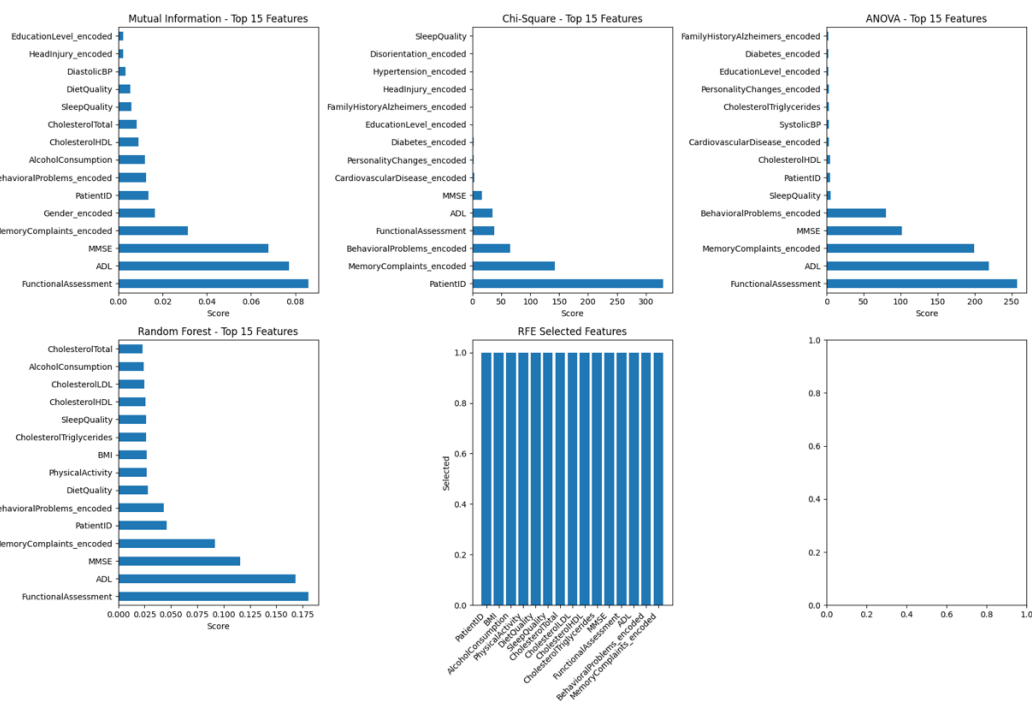 Mutual Information - Top 15 Features
EducationLevel_encoded
HeadInjury_encoded
DiastolicBP
DietQuality
SleepQuality
CholesterolTotal
CholesterolHDL
AlcoholConsumption
ehavioralProblems_encoded
PatientID
Gender_encoded
emoryComplaints_encoded
MMSE
ADL
FunctionalAssessment
0.00 0.02 0.04 0.06 0.08
Score
Chi-Square - Top 15 Features
SleepQuality
Disorientation_encoded
Hypertension_encoded
HeadInjury_encoded
FamilyHistoryAlzheimers_encoded
EducationLevel_encoded
Diabetes_encoded
PersonalityChanges_encoded
CardiovascularDisease_encoded
MMSE
ADL
FunctionalAssessment
BehavioralProblems_encoded
MemoryComplaints_encoded
PatientID
0 50 100 150 200 250 300
Score
ANOVA - Top 15 Features
FamilyHistoryAlzheimers_encoded
Diabetes_encoded
EducationLevel_encoded
PersonalityChanges_encoded
CholesterolTriglycerides
SystolicBP
CardiovascularDisease_encoded
CholesterolHDL
PatientID
SleepQuality
BehavioralProblems_encoded
MMSE
MemoryComplaints_encoded
ADL
FunctionalAssessment
0 50 100 150 200 250
Score
Random Forest - Top 15 Features
CholesterolTotal
AlcoholConsumption
CholesterolLDL
CholesterolHDL
SleepQuality
CholesterolTriglycerides
BMI
PhysicalActivity
DietQuality
ehavioralProblems_encoded
PatientID
emoryComplaints_encoded
MMSE
ADL
FunctionalAssessment
0.000 0.025 0.050 0.075 0.100 0.125 0.150 0.175
Score
RFE Selected Features
Selected
1.0
0.8
0.6
0.4
0.2
0.0
PatientID
BMI
AlcoholConsumption
PhysicalActivity
DietQuality
SleepQuality
CholesterolTotal
CholesterolLDL
CholesterolHDL
CholesterolTriglycerides
MMSE
FunctionalAssessment
ADL
BehavioralProblems_encoded
MemoryComplaints_encoded
1.0
0.8
0.6
0.4
0.2
0.0
0.0 0.2 0.4 0.6 0.8 1.0